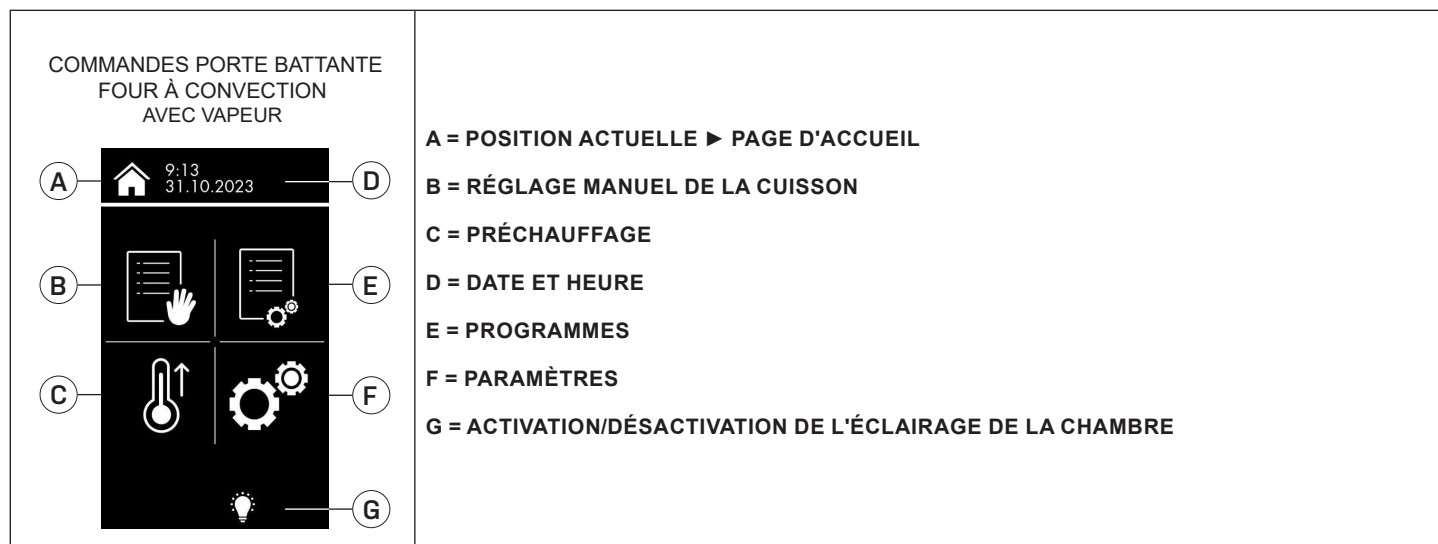 COMMANDES PORTE BATTANTE
FOUR À CONVECTION
AVEC VAPEUR
A
9:13
31.10.2023
D
B
E
C
F
G
A = POSITION ACTUELLE ► PAGE D'ACCUEIL
B = RÉGLAGE MANUEL DE LA CUISSON
C = PRÉCHAUFFAGE
D = DATE ET HEURE
E = PROGRAMMES
F = PARAMÈTRES
G = ACTIVATION/DÉSACTIVATION DE L'ÉCLAIRAGE DE LA CHAMBRE